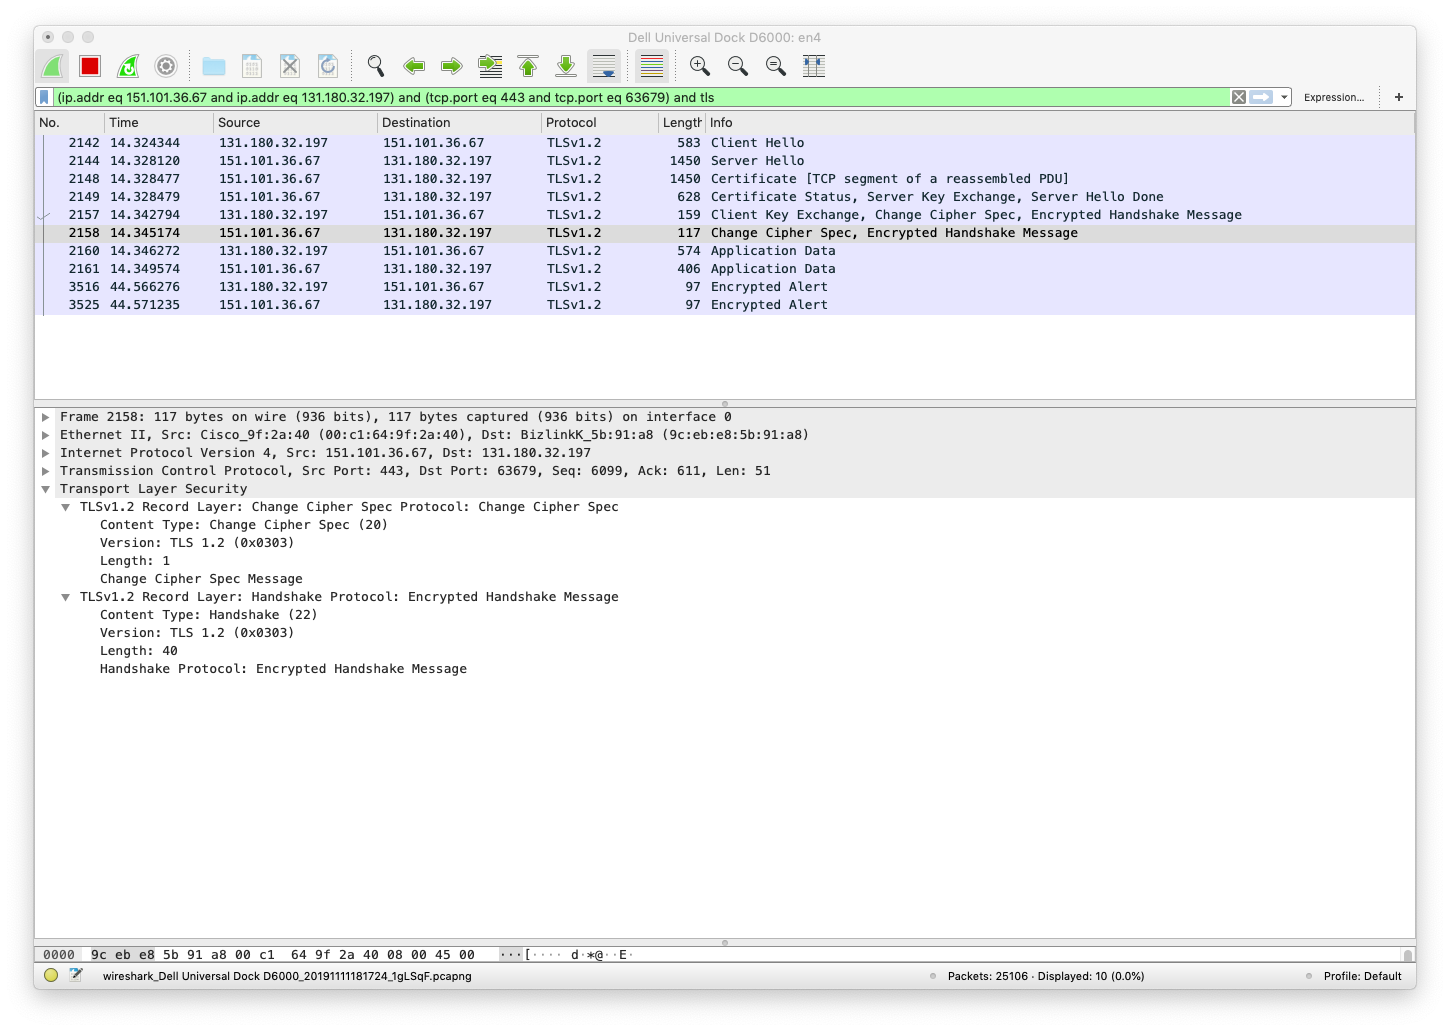 Dell Universal Dock D6000: en4
(ip.addr eq 151.101.36.67 and ip.addr eq 131.180.32.197) and (tcp.port eq 443 and tcp.port eq 63679) and tls Expression… +
No. Time Source Destination Protocol Length Info
2142 14.324344 131.180.32.197 151.101.36.67 TLSv1.2 583 Client Hello
2144 14.328120 151.101.36.67 131.180.32.197 TLSv1.2 1450 Server Hello
2148 14.328477 151.101.36.67 131.180.32.197 TLSv1.2 1450 Certificate [TCP segment of a reassembled PDU]
2149 14.328479 151.101.36.67 131.180.32.197 TLSv1.2 628 Certificate Status, Server Key Exchange, Server Hello Done
2157 14.342794 131.180.32.197 151.101.36.67 TLSv1.2 159 Client Key Exchange, Change Cipher Spec, Encrypted Handshake Message
2158 14.345174 151.101.36.67 131.180.32.197 TLSv1.2 117 Change Cipher Spec, Encrypted Handshake Message
2160 14.346272 131.180.32.197 151.101.36.67 TLSv1.2 574 Application Data
2161 14.349574 151.101.36.67 131.180.32.197 TLSv1.2 406 Application Data
3516 44.566276 131.180.32.197 151.101.36.67 TLSv1.2 97 Encrypted Alert
3525 44.571235 151.101.36.67 131.180.32.197 TLSv1.2 97 Encrypted Alert
Frame 2158: 117 bytes on wire (936 bits), 117 bytes captured (936 bits) on interface 0
Ethernet II, Src: Cisco_9f:2a:40 (00:c1:64:9f:2a:40), Dst: BizlinkK_5b:91:a8 (9c:eb:e8:5b:91:a8)
Internet Protocol Version 4, Src: 151.101.36.67, Dst: 131.180.32.197
Transmission Control Protocol, Src Port: 443, Dst Port: 63679, Seq: 6099, Ack: 611, Len: 51
Transport Layer Security
TLSv1.2 Record Layer: Change Cipher Spec Protocol: Change Cipher Spec
Content Type: Change Cipher Spec (20)
Version: TLS 1.2 (0x0303)
Length: 1
Change Cipher Spec Message
TLSv1.2 Record Layer: Handshake Protocol: Encrypted Handshake Message
Content Type: Handshake (22)
Version: TLS 1.2 (0x0303)
Length: 40
Handshake Protocol: Encrypted Handshake Message
0000 9c eb e8 5b 91 a8 00 c1 64 9f 2a 40 08 00 45 00 ···[···· d·*@··E·
wireshark_Dell Universal Dock D6000_20191111181724_1gLSqF.pcapng Packets: 25106 · Displayed: 10 (0.0%) Profile: Default